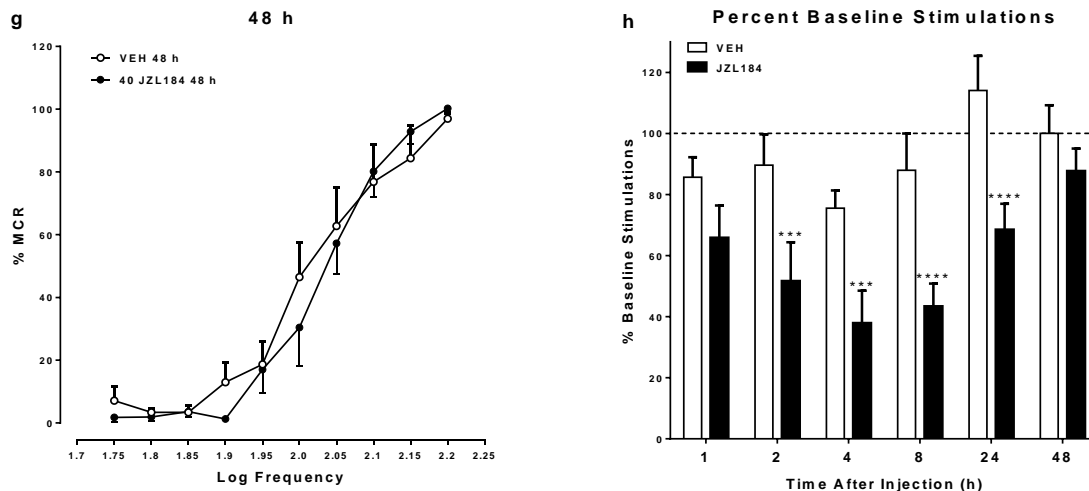 g
48 h
VEH 48 h
40 JZL184 48 h
% MCR
120
100
80
60
40
20
0
1.7 1.75 1.8 1.85 1.9 1.95 2.0 2.05 2.1 2.15 2.2 2.25
Log Frequency
h
Percent Baseline Stimulations
VEH
JZL184
% Baseline Stimulations
120
100
80
60
40
20
0
***
***
****
****
1 2 4 8 24 48
Time After Injection (h)